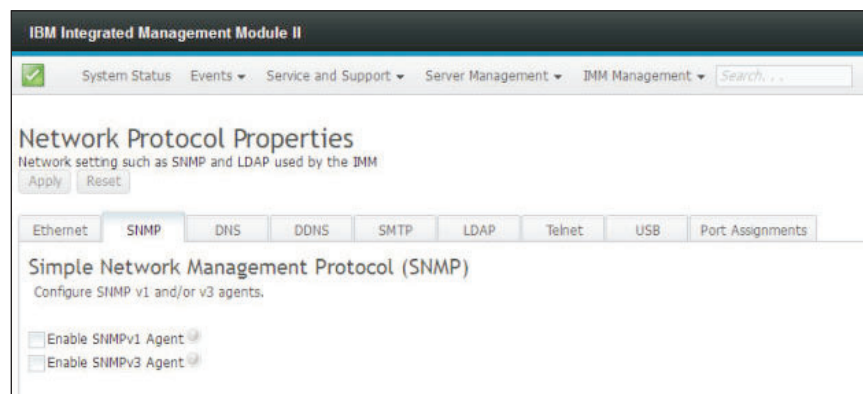 IBM Integrated Management Module II
System Status Events Service and Support Server Management IMM Management Search. . .
Network Protocol Properties
Network setting such as SNMP and LDAP used by the IMM
Apply Reset
Ethernet SNMP DNS DDNS SMTP LDAP Telnet USB Port Assignments
Simple Network Management Protocol (SNMP)
Configure SNMP v1 and/or v3 agents.
Enable SNMPv1 Agent
Enable SNMPv3 Agent